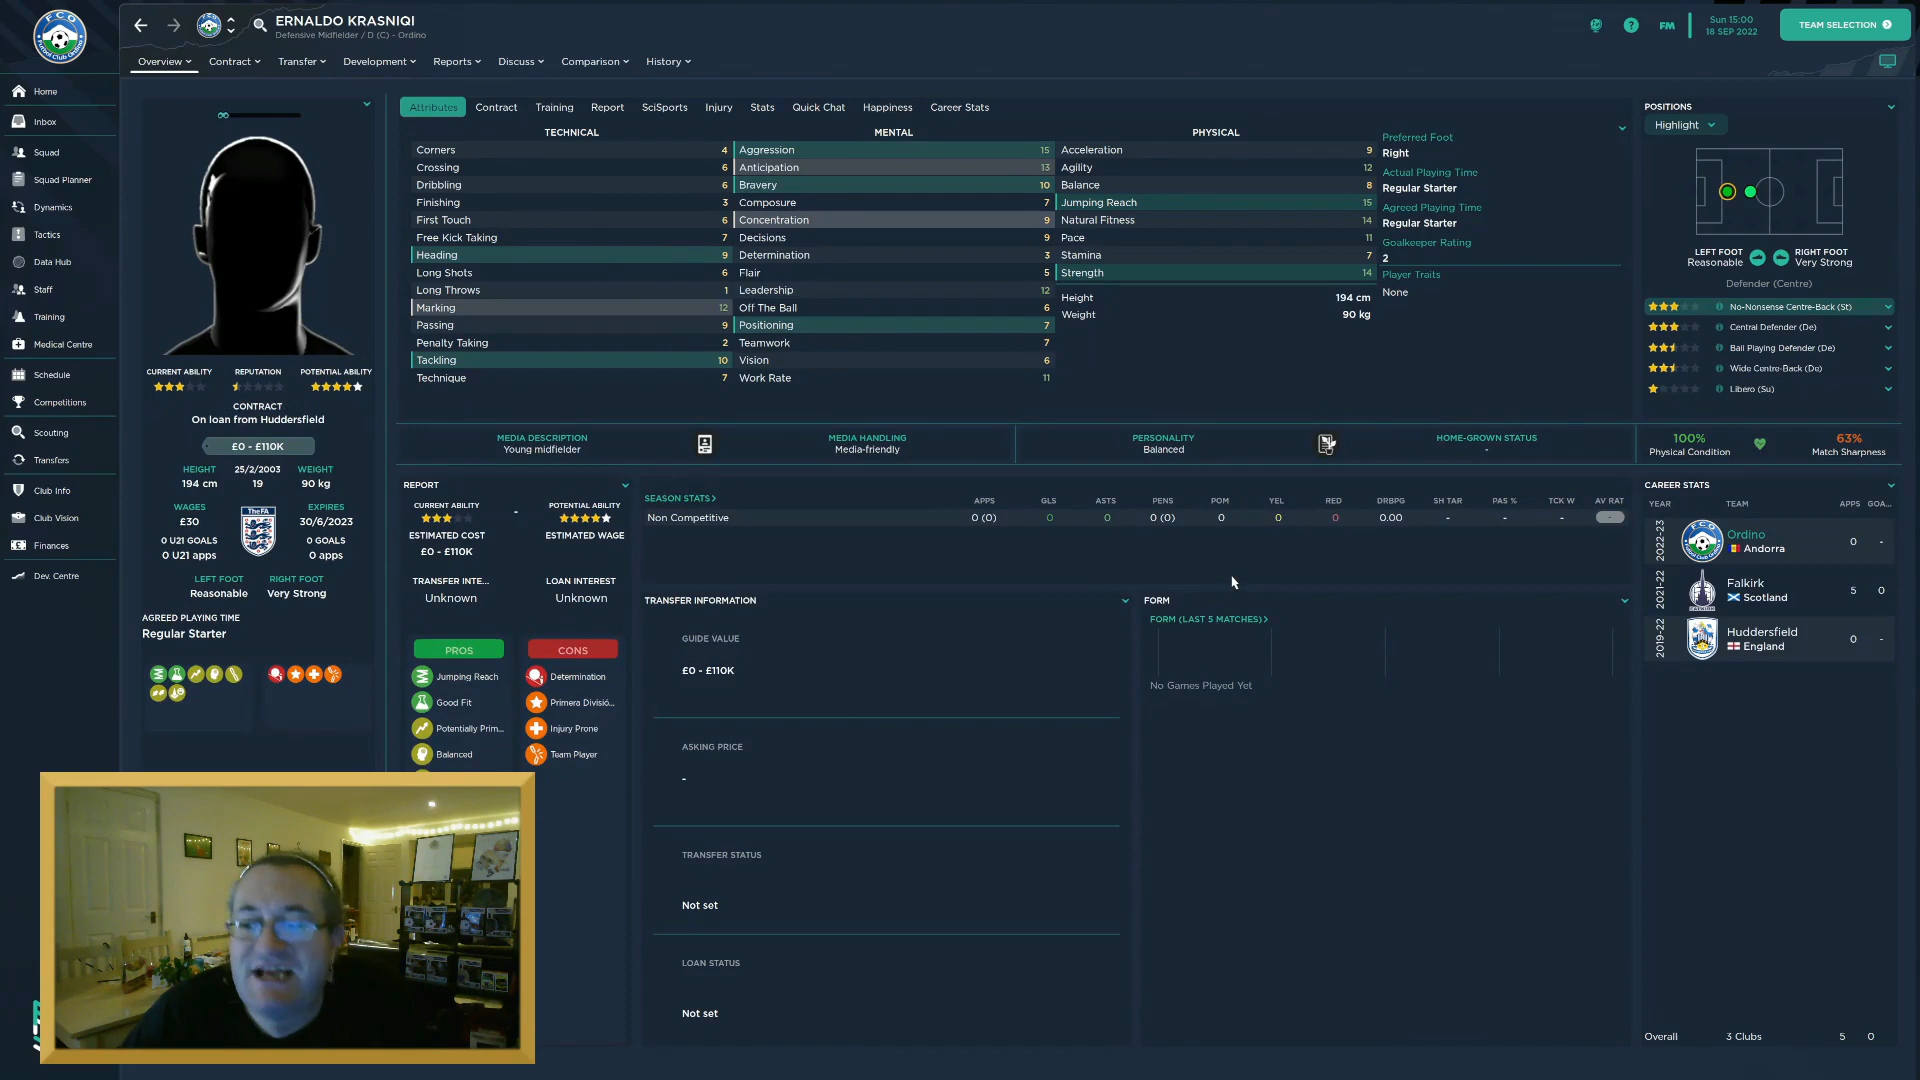 ERNALDO KRASNIQI
Defensive Midfielder / D (C) - Ordino
FM
Sun 15:00
18 SEP 2022
TEAM SELECTION
Overview
Contract
Transfer
Development
Reports
Discuss
Comparison
History
Home
Inbox
Squad
Squad Planner
Dynamics
Tactics
Data Hub
Staff
Training
Medical Centre
Schedule
Competitions
Scouting
Transfers
Club Info
Club Vision
Finances
Dev. Centre
CURRENT ABILITY REPUTATION POTENTIAL ABILITY
CONTRACT
On loan from Huddersfield
£0 - £110K
HEIGHT 25/2/2003 WEIGHT
194 cm 19 90 kg
WAGES The FA EXPIRES
£30 30/6/2023
0 U21 GOALS 0 GOALS
0 U21 apps 0 apps
LEFT FOOT RIGHT FOOT
Reasonable Very Strong
AGREED PLAYING TIME
Regular Starter
Attributes Contract Training Report SciSports Injury Stats Quick Chat Happiness Career Stats
TECHNICAL
Corners 4
Crossing 6
Dribbling 6
Finishing 3
First Touch 6
Free Kick Taking 7
Heading 9
Long Shots 6
Long Throws 1
Marking 12
Passing 9
Penalty Taking 2
Tackling 10
Technique 7
MENTAL
Aggression 15
Anticipation 13
Bravery 10
Composure 7
Concentration 9
Decisions 9
Determination 3
Flair 5
Leadership 12
Off The Ball 6
Positioning 7
Teamwork 7
Vision 6
Work Rate 11
PHYSICAL
Acceleration 9
Agility 12
Balance 8
Jumping Reach 15
Natural Fitness 14
Pace 11
Stamina 7
Strength 14
Height 194 cm
Weight 90 kg
Preferred Foot
Right
Actual Playing Time
Regular Starter
Agreed Playing Time
Regular Starter
Goalkeeper Rating
2
Player Traits
None
POSITIONS
Highlight
LEFT FOOT RIGHT FOOT
Reasonable Very Strong
Defender (Centre)
No-Nonsense Centre-Back (St)
Central Defender (De)
Ball Playing Defender (De)
Wide Centre-Back (De)
Libero (Su)
MEDIA DESCRIPTION
Young midfielder
MEDIA HANDLING
Media-friendly
PERSONALITY
Balanced
HOME-GROWN STATUS
-
100%
Physical Condition
63%
Match Sharpness
REPORT
CURRENT ABILITY - POTENTIAL ABILITY
ESTIMATED COST ESTIMATED WAGE
£0 - £110K
TRANSFER INTE... LOAN INTEREST
Unknown Unknown
PROS CONS
Jumping Reach Determination
Good Fit Primera Divisió...
Potentially Prim... Injury Prone
Balanced Team Player
SEASON STATS APPS GLS ASTS PENS POM YEL RED DRBPG SH TAR PAS % TCK W AV RAT
Non Competitive 0 (0) 0 0 0 (0) 0 0 0 0.00 - - - -
TRANSFER INFORMATION
GUIDE VALUE
£0 - £110K
ASKING PRICE
-
TRANSFER STATUS
Not set
LOAN STATUS
Not set
FORM
FORM (LAST 5 MATCHES)
No Games Played Yet
CAREER STATS
YEAR TEAM APPS GOA...
2022-23 Ordino 0 -
Andorra
2021-22 Falkirk 5 0
Scotland
2019-22 Huddersfield 0 -
England
Overall 3 Clubs 5 0